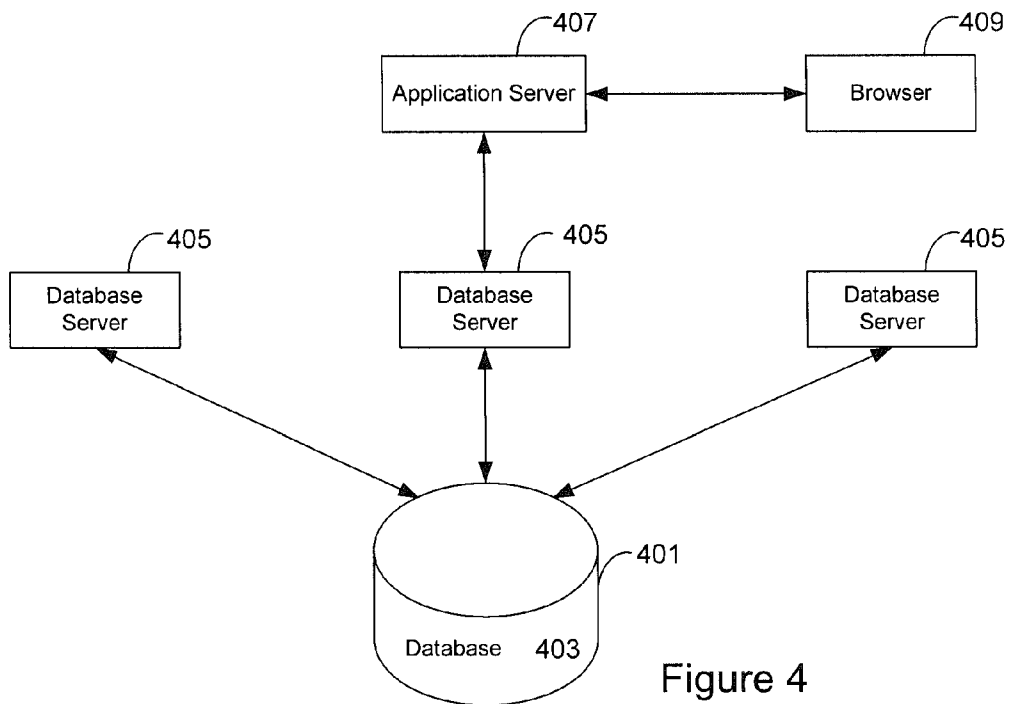 407
409
Application Server
Browser
405
405
405
Database
Server
Database
Server
Database
Server
401
Database 403
Figure 4